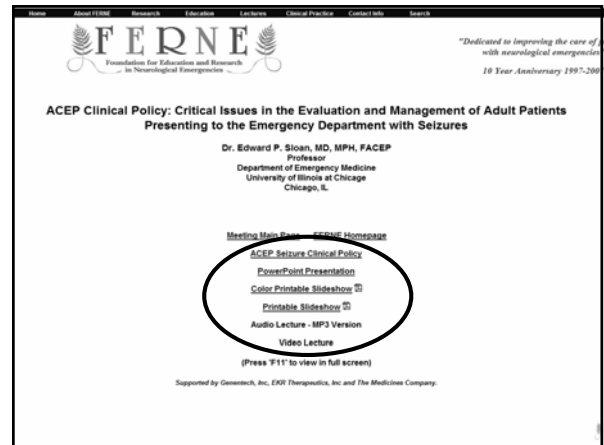 Home About FERNE Research Education Lectures Clinical Practice Contact Info Search
FERNE
Foundation for Education and Research
in Neurological Emergencies
"Dedicated to improving the care of p
with neurological emergencies
10 Year Anniversary 1997-200
ACEP Clinical Policy: Critical Issues in the Evaluation and Management of Adult Patients
Presenting to the Emergency Department with Seizures
Dr. Edward P. Sloan, MD, MPH, FACEP
Professor
Department of Emergency Medicine
University of Illinois at Chicago
Chicago, IL
Meeting Main Page FERNE Homepage
ACEP Seizure Clinical Policy
PowerPoint Presentation
Color Printable Slideshow
Printable Slideshow
Audio Lecture - MP3 Version
Video Lecture
(Press 'F11' to view in full screen)
Supported by Genentech, Inc, EKR Therapeutics, Inc and The Medicines Company.